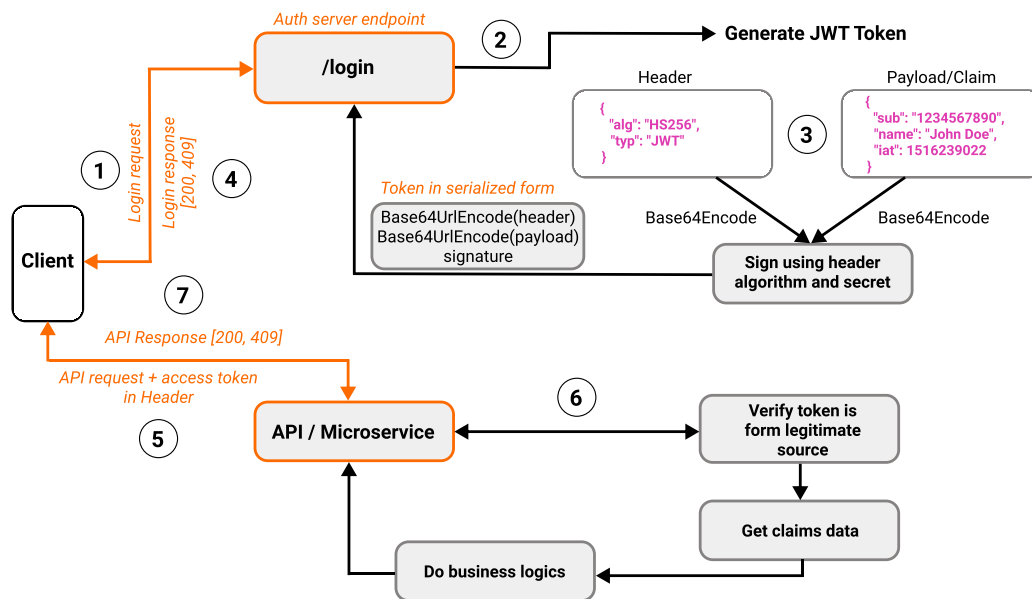 Auth server endpoint
/login
2
Generate JWT Token
Header
Payload/Claim
{
"alg": "HS256",
"typ": "JWT"
}
3
{
"sub": "1234567890",
"name": "John Doe",
"iat": 1516239022
}
1
Login request
Login response
[200, 409]
4
Token in serialized form
Base64UrlEncode(header)
Base64UrlEncode(payload)
signature
Base64Encode
Base64Encode
Client
Sign using header
algorithm and secret
7
API Response [200, 409]
API request + access token
in Header
5
API / Microservice
6
Verify token is
form legitimate
source
Get claims data
Do business logics